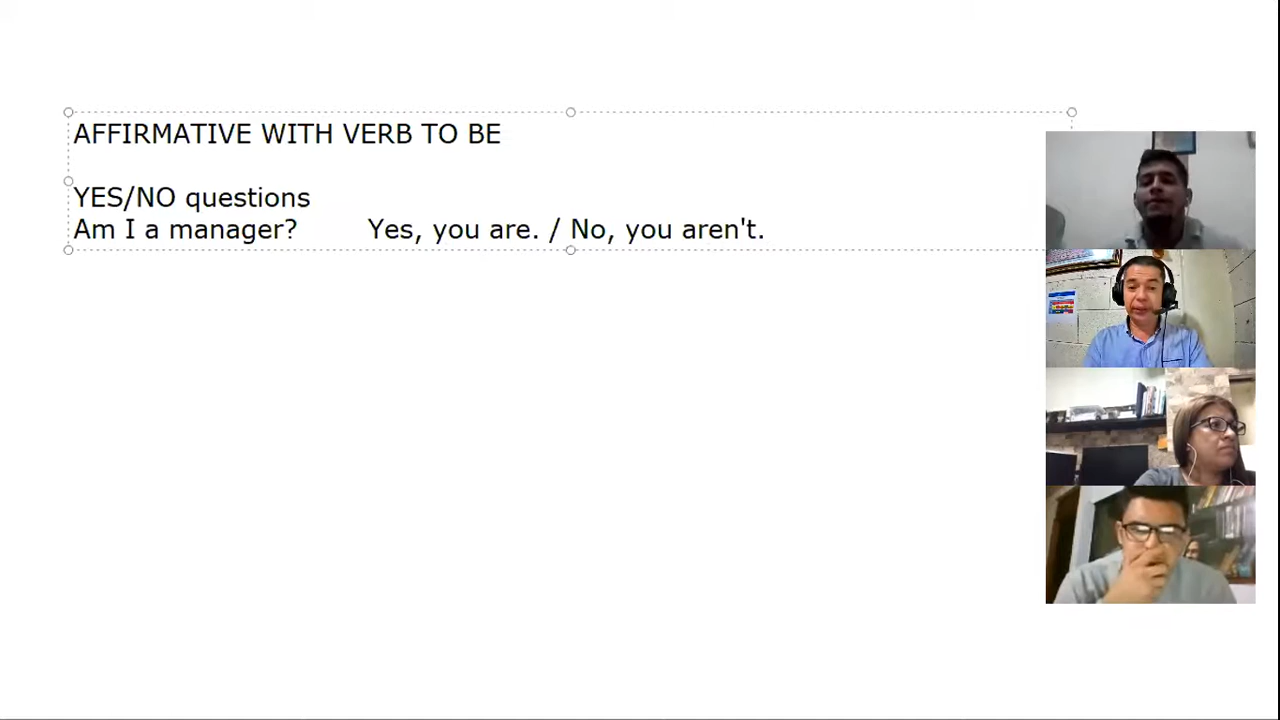 AFFIRMATIVE WITH VERB TO BE
YES/NO questions
Am I a manager? Yes, you are. / No, you aren't.